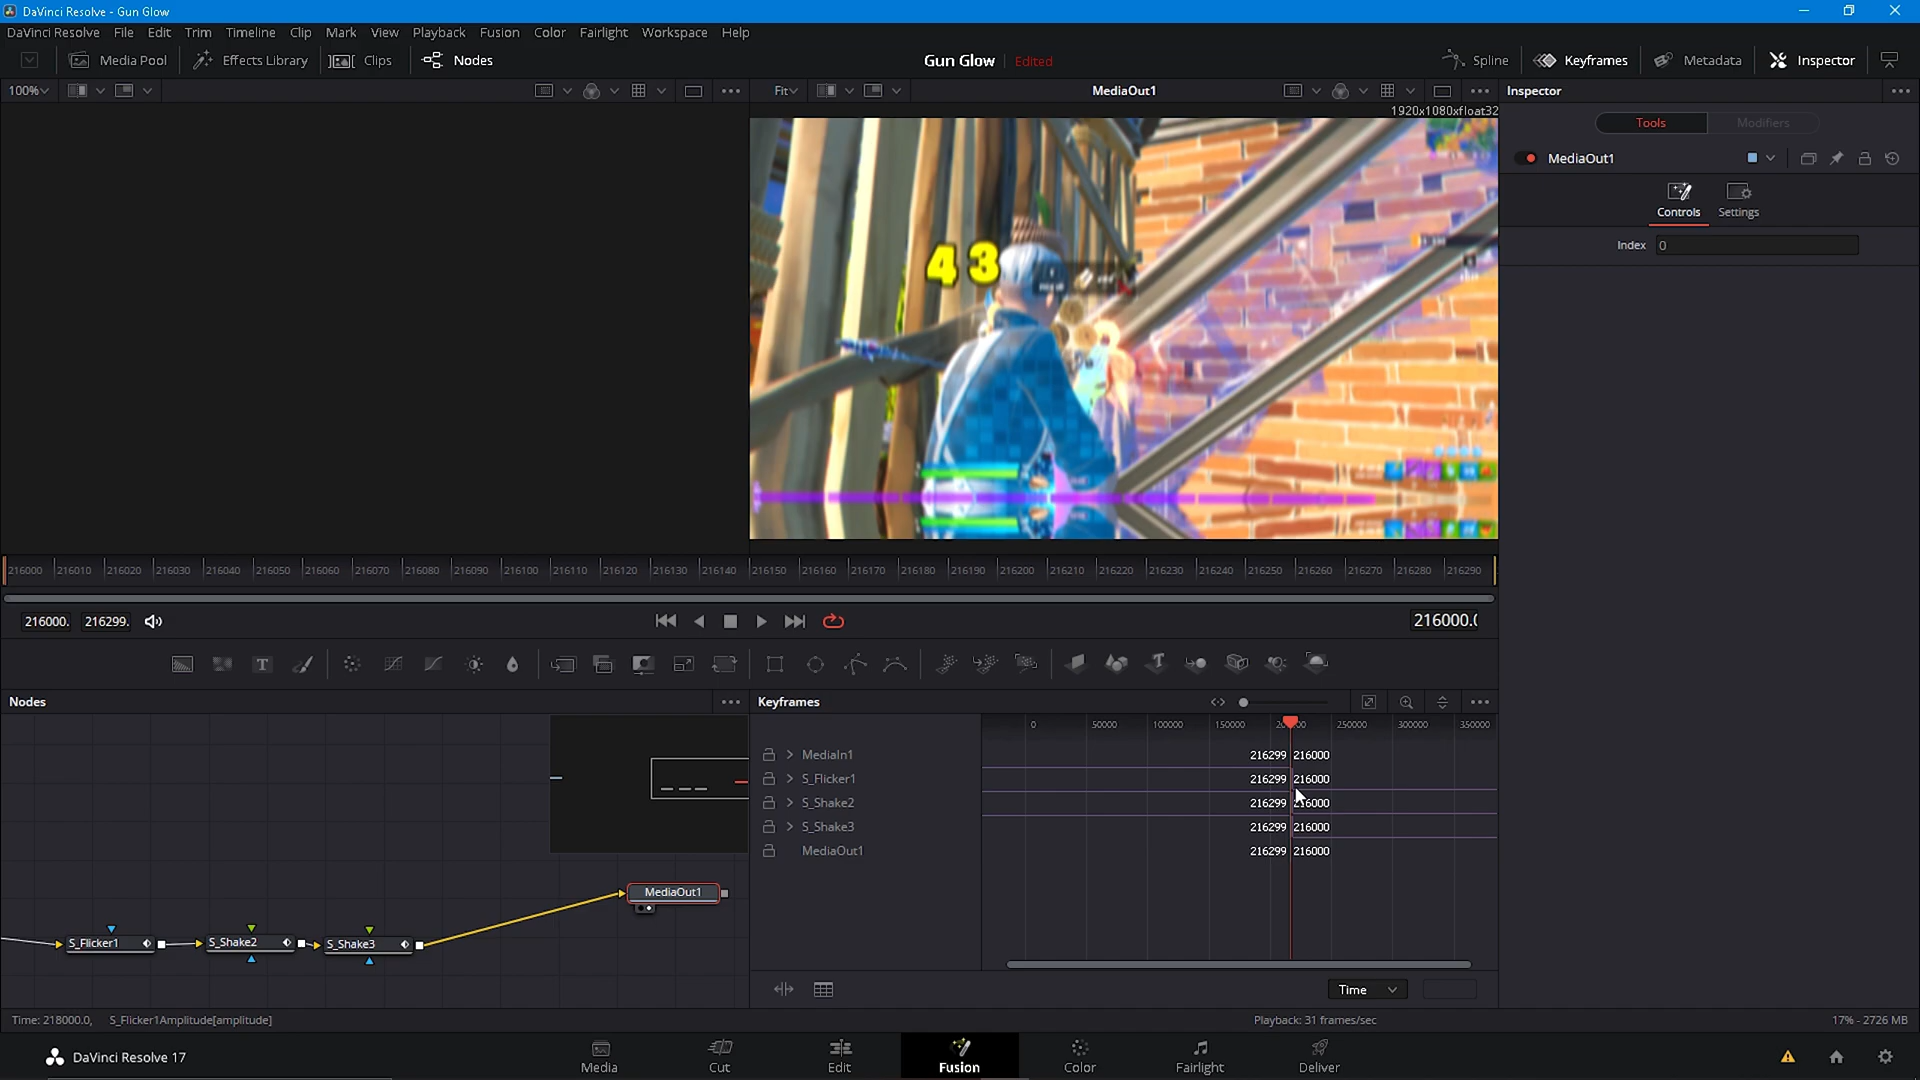 DaVinci Resolve - Gun Glow
DaVinci Resolve File Edit Trim Timeline Clip Mark View Playback Fusion Color Fairlight Workspace Help
Media Pool Effects Library Clips Nodes Gun Glow Edited Spline Keyframes Metadata Inspector
100% Fit MediaOut1 Inspector
1920x1080xfloat32
Tools Modifiers
MediaOut1
Controls Settings
Index 0
43
216000 216010 216020 216030 216040 216050 216060 216070 216080 216090 216100 216110 216120 216130 216140 216150 216160 216170 216180 216190 216200 216210 216220 216230 216240 216250 216260 216270 216280 216290
216000. 216299. 216000.0
Nodes Keyframes
0 50000 100000 150000 250000 300000 350000
MediaIn1 216299 216000
S_Flicker1 216299 216000
S_Shake2 216299 216000
S_Shake3 216299 216000
MediaOut1 216299 216000
MediaOut1
S_Flicker1 S_Shake2 S_Shake3
Time
Time: 218000.0, S_Flicker1Amplitude[amplitude] Playback: 31 frames/sec 17% - 2726 MB
DaVinci Resolve 17 Media Cut Edit Fusion Color Fairlight Deliver